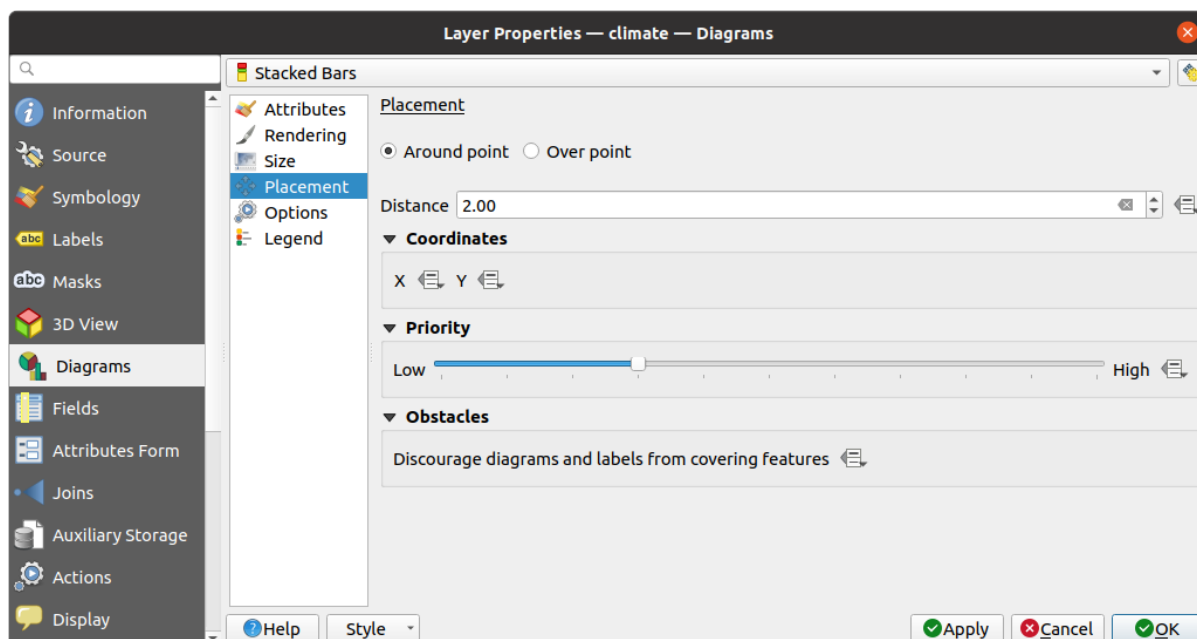 Layer Properties — climate — Diagrams
Stacked Bars
Information
Source
Symbology
abc Labels
abc Masks
3D View
Diagrams
Fields
Attributes Form
Joins
Auxiliary Storage
Actions
Display
Attributes
Rendering
Size
Placement
Options
Legend
Placement
Around point Over point
Distance 2.00
Coordinates
X Y
Priority
Low High
Obstacles
Discourage diagrams and labels from covering features
Help Style Apply Cancel OK